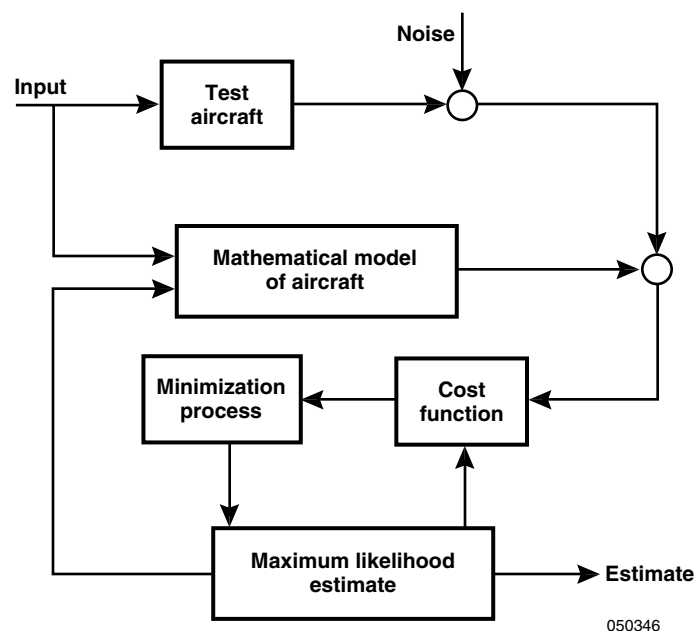 Noise
Input
Test
aircraft
Mathematical model
of aircraft
Minimization
process
Cost
function
Maximum likelihood
estimate
Estimate
050346